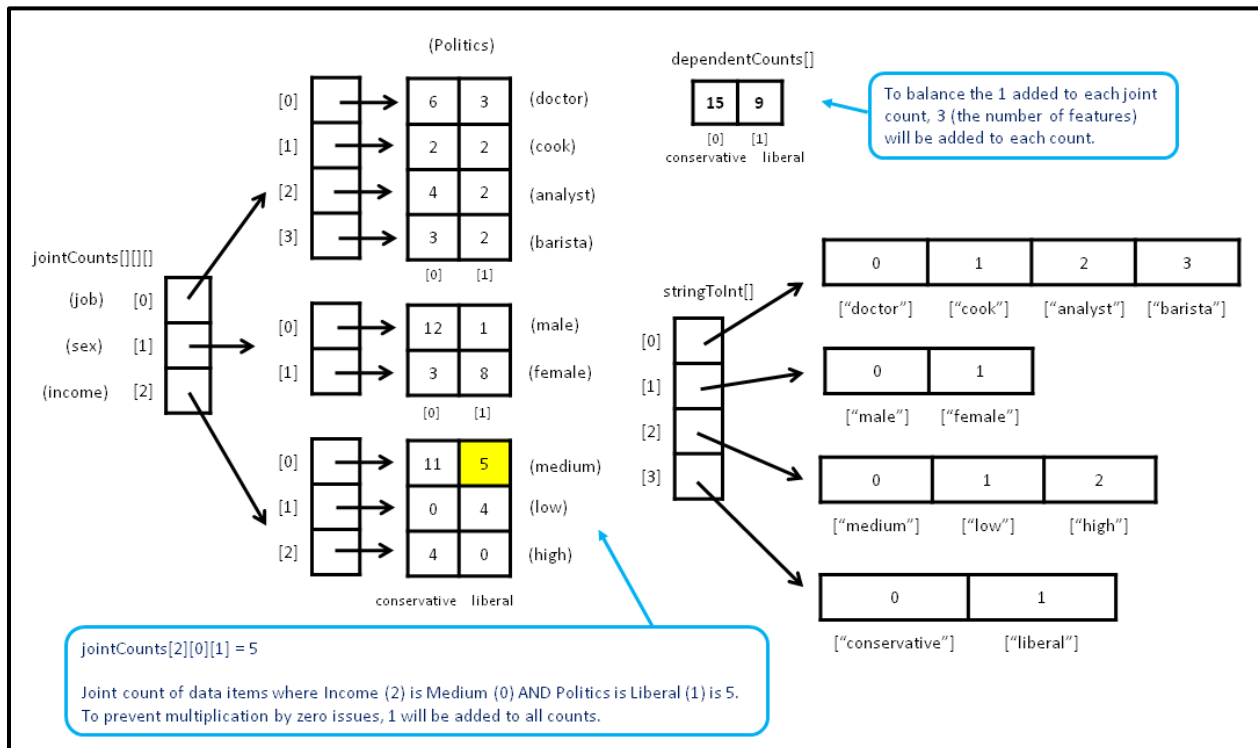 (Politics)
[0] 6 3 (doctor)
[1] 2 2 (cook)
[2] 4 2 (analyst)
[3] 3 2 (barista)
[0] [1]
jointCounts[][][]
(job) [0]
(sex) [1]
(income) [2]
[0] 12 1 (male)
[1] 3 8 (female)
[0] [1]
[0] 11 5 (medium)
[1] 0 4 (low)
[2] 4 0 (high)
conservative liberal
jointCounts[2][0][1] = 5
Joint count of data items where Income (2) is Medium (0) AND Politics is Liberal (1) is 5.
To prevent multiplication by zero issues, 1 will be added to all counts.
dependentCounts[]
15 9
[0] [1]
conservative liberal
To balance the 1 added to each joint
count, 3 (the number of features)
will be added to each count.
stringToInt[]
[0]
[1]
[2]
[3]
0 1 2 3
["doctor"] ["cook"] ["analyst"] ["barista"]
0 1
["male"] ["female"]
0 1 2
["medium"] ["low"] ["high"]
0 1
["conservative"] ["liberal"]